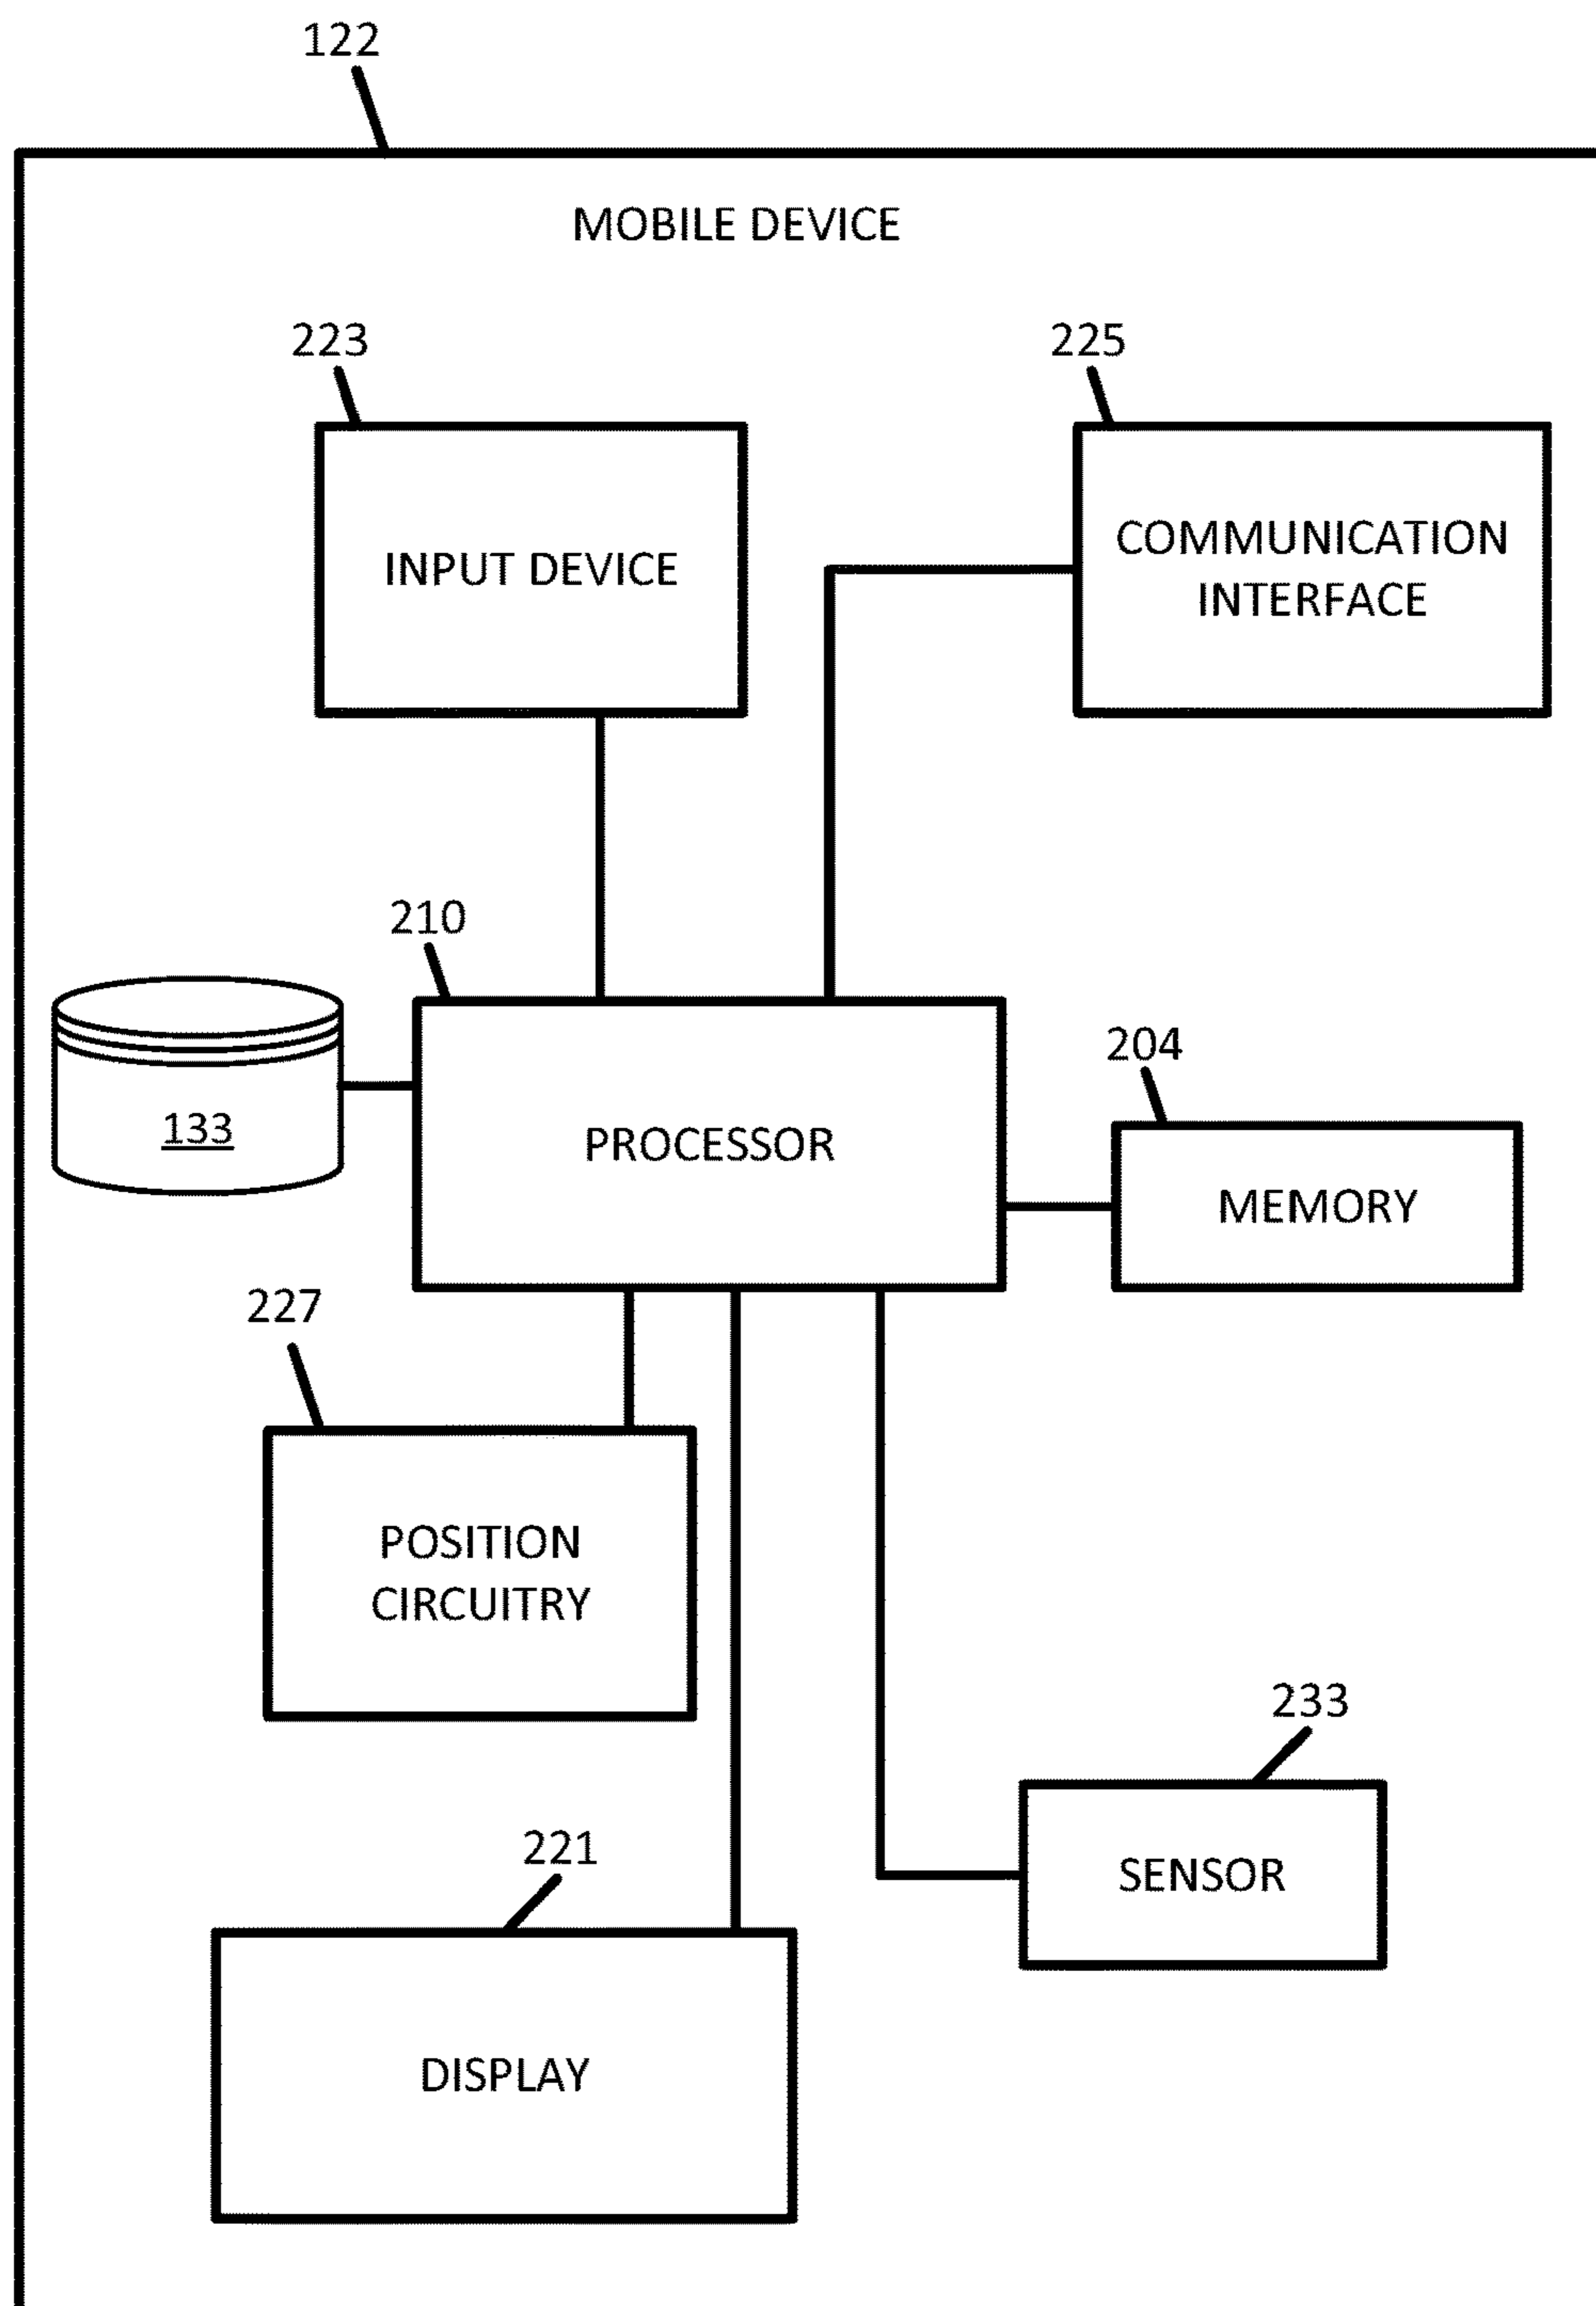 122
MOBILE DEVICE
223
225
INPUT DEVICE
COMMUNICATION
INTERFACE
210
204
133
PROCESSOR
MEMORY
227
POSITION
CIRCUITRY
233
221
SENSOR
DISPLAY